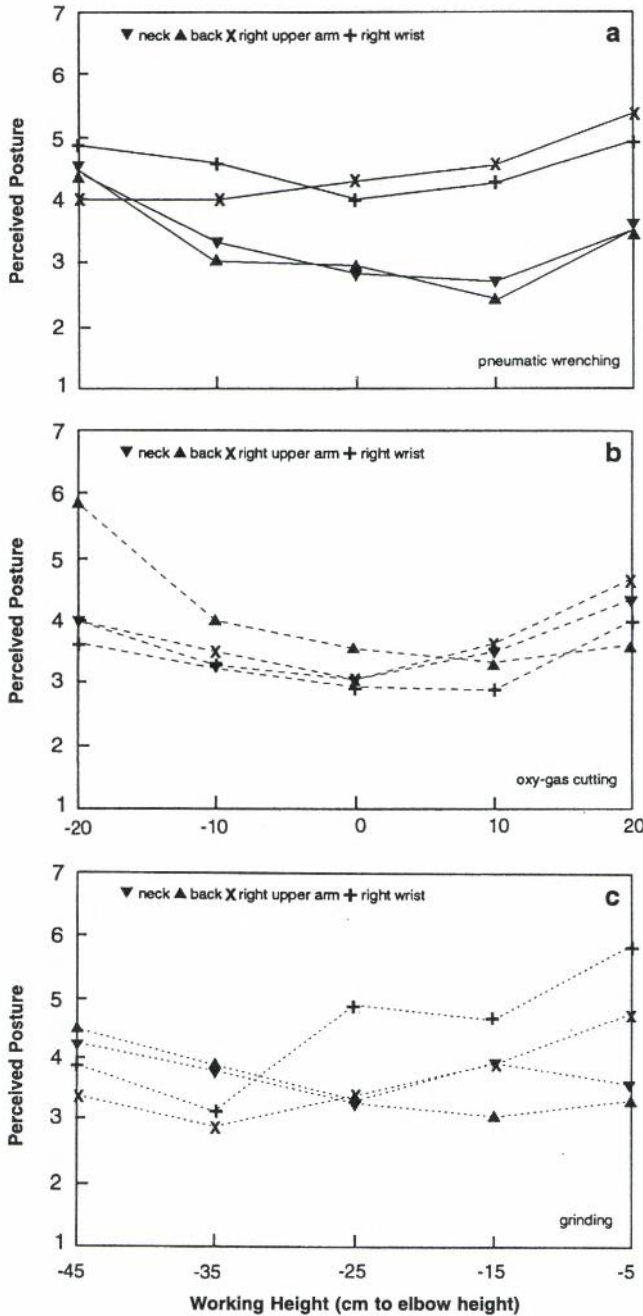 7
▼ neck ▲ back X right upper arm + right wrist
a
6
5
4
3
2
1
Perceived Posture
pneumatic wrenching
7
▼ neck ▲ back X right upper arm + right wrist
b
6
5
4
3
2
1
Perceived Posture
oxy-gas cutting
-20 -10 0 10 20
7
▼ neck ▲ back X right upper arm + right wrist
c
6
5
4
3
2
1
Perceived Posture
grinding
-45 -35 -25 -15 -5
Working Height (cm to elbow height)